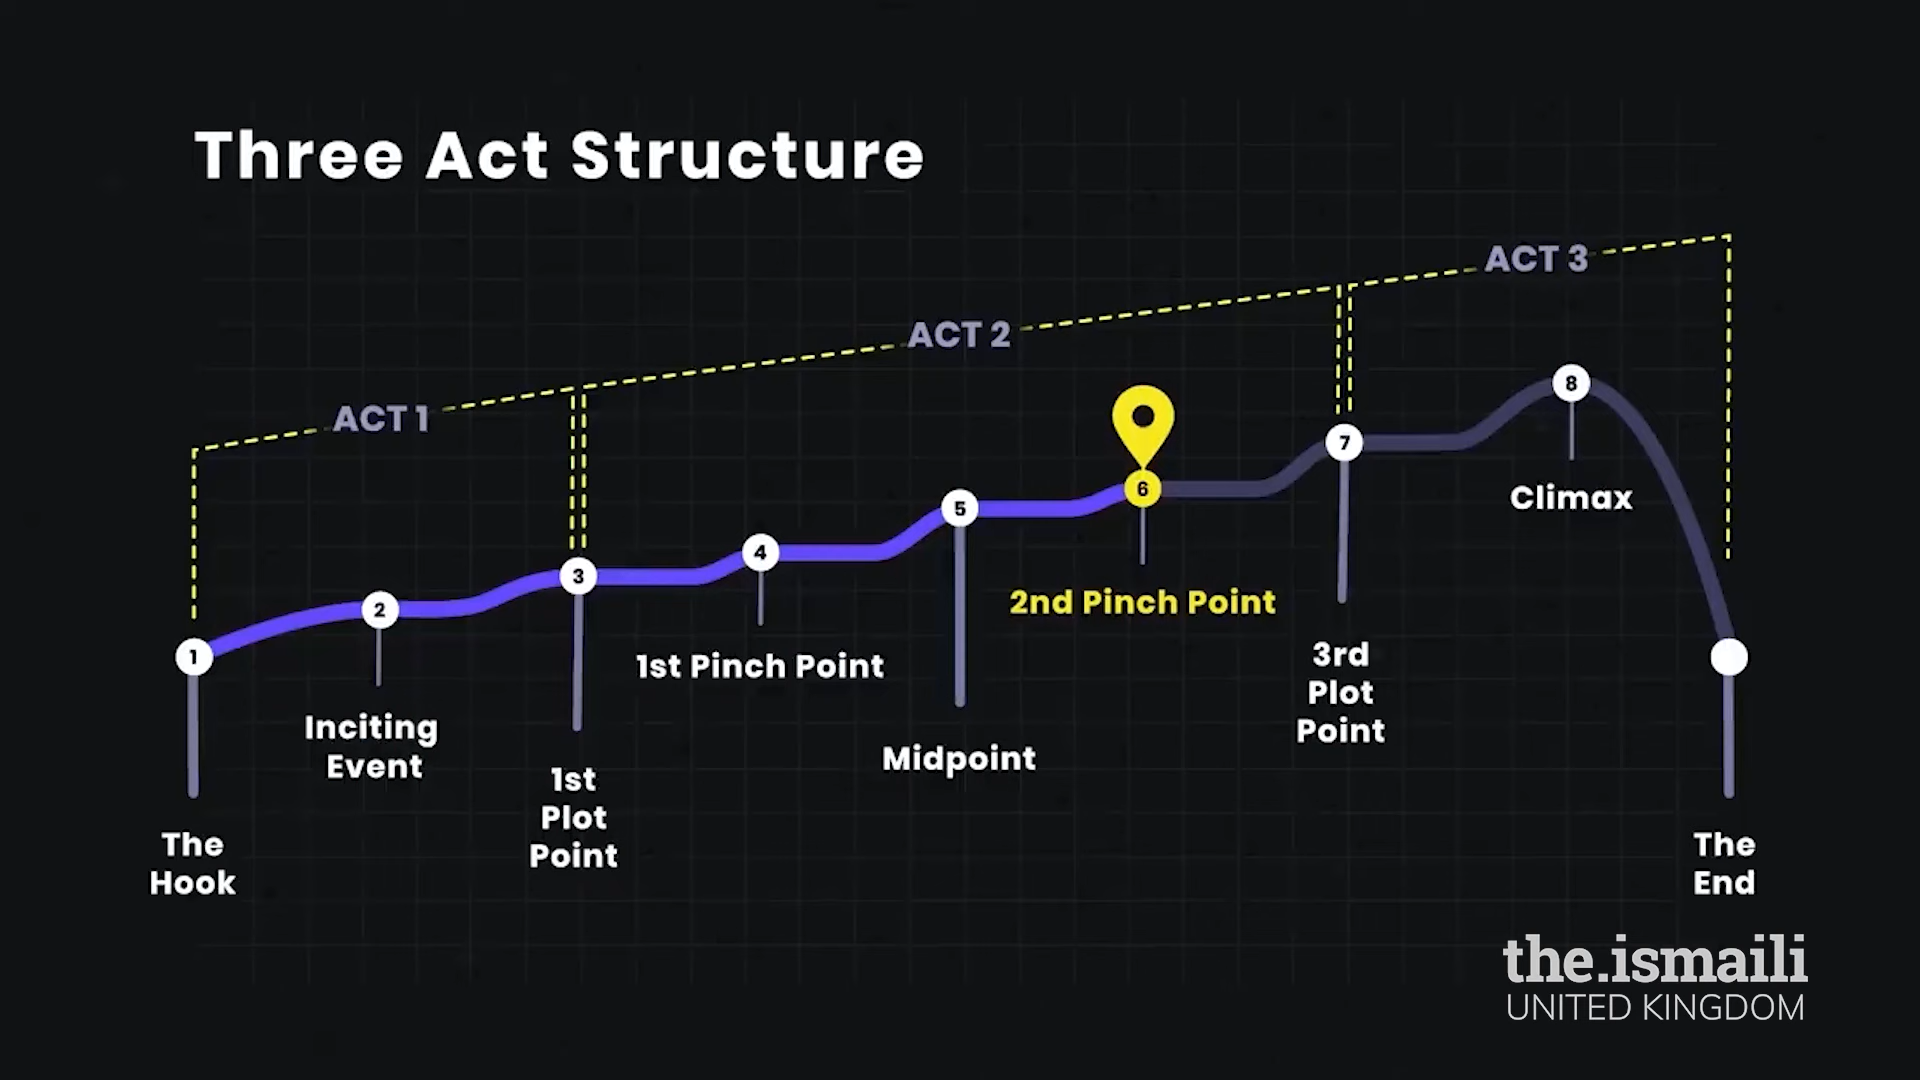 Three Act Structure
ACT 1
ACT 2
ACT 3
1
2
3
4
5
6
7
8
The
Hook
Inciting
Event
1st
Plot
Point
1st Pinch Point
Midpoint
2nd Pinch Point
3rd
Plot
Point
Climax
The
End
the.ismaili
UNITED KINGDOM